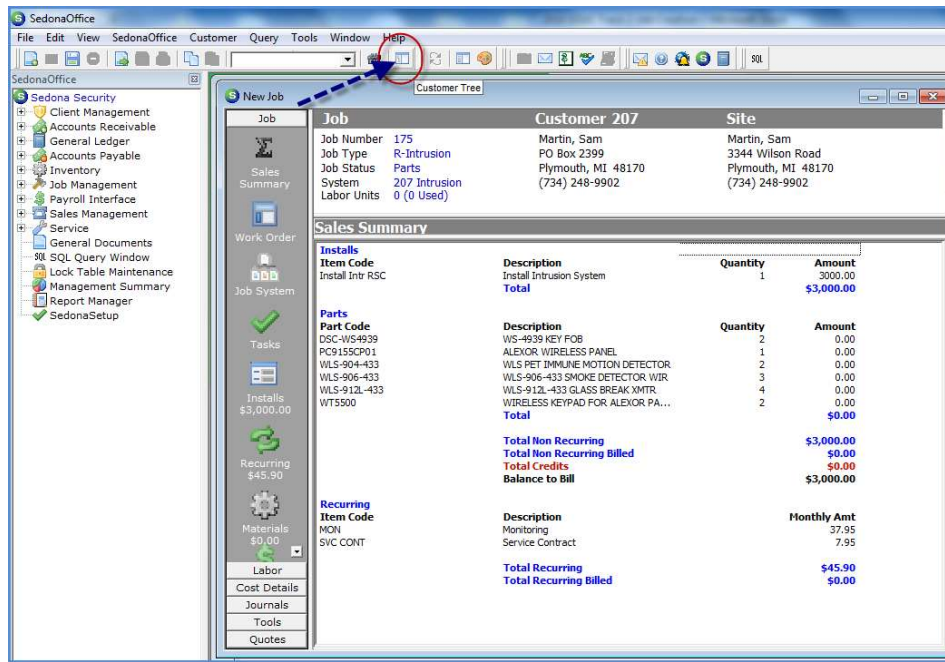 SedonaOffice
File Edit View SedonaOffice Customer Query Tools Window Help
SQL
Customer Tree
SedonaOffice
Sedona Security
Client Management
Accounts Receivable
General Ledger
Accounts Payable
Inventory
Job Management
Payroll Interface
Sales Management
Service
General Documents
SQL SQL Query Window
Lock Table Maintenance
Management Summary
Report Manager
SedonaSetup
New Job
Job
Sales Summary
Work Order
Job System
Tasks
Installs
$3,000.00
Recurring
$45.90
Materials
$0.00
Labor
Cost Details
Journals
Tools
Quotes
Job Customer 207 Site
Job Number 175 Martin, Sam Martin, Sam
Job Type R-Intrusion PO Box 2399 3344 Wilson Road
Job Status Parts Plymouth, MI 48170 Plymouth, MI 48170
System 207 Intrusion (734) 248-9902 (734) 248-9902
Labor Units 0 (0 Used)
Sales Summary
Installs
Item Code Description Quantity Amount
Install Intr RSC Install Intrusion System 1 3000.00
Total $3,000.00
Parts
Part Code Description Quantity Amount
DSC-WS4939 WS-4939 KEY FOB 2 0.00
PC9155CP01 ALEXOR WIRELESS PANEL 1 0.00
WLS-904-433 WLS PET IMMUNE MOTION DETECTOR 2 0.00
WLS-906-433 WLS-906-433 SMOKE DETECTOR WIR 3 0.00
WLS-912L-433 WLS-912L-433 GLASS BREAK XMTR. 4 0.00
WT5500 WIRELESS KEYPAD FOR ALEXOR PA... 2 0.00
Total $0.00
Total Non Recurring $3,000.00
Total Non Recurring Billed $0.00
Total Credits $0.00
Balance to Bill $3,000.00
Recurring
Item Code Description Monthly Amt
MON Monitoring 37.95
SVC CONT Service Contract 7.95
Total Recurring $45.90
Total Recurring Billed $0.00